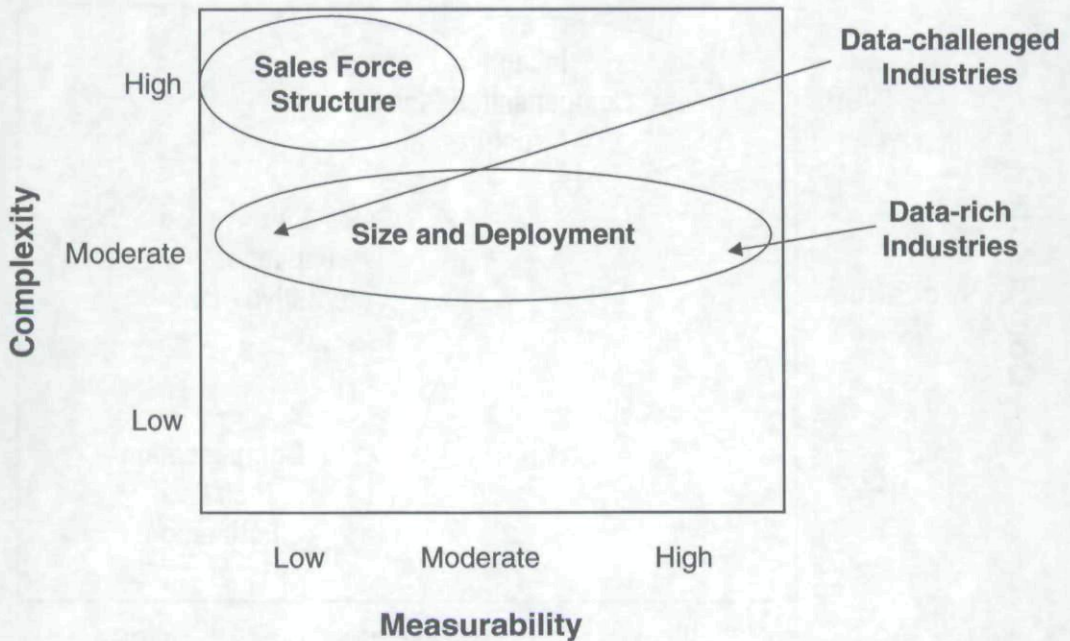 Data-challenged
Industries
High
Sales Force
Structure
Data-rich
Industries
Size and Deployment
Moderate
Complexity
Low
Low Moderate High
Measurability